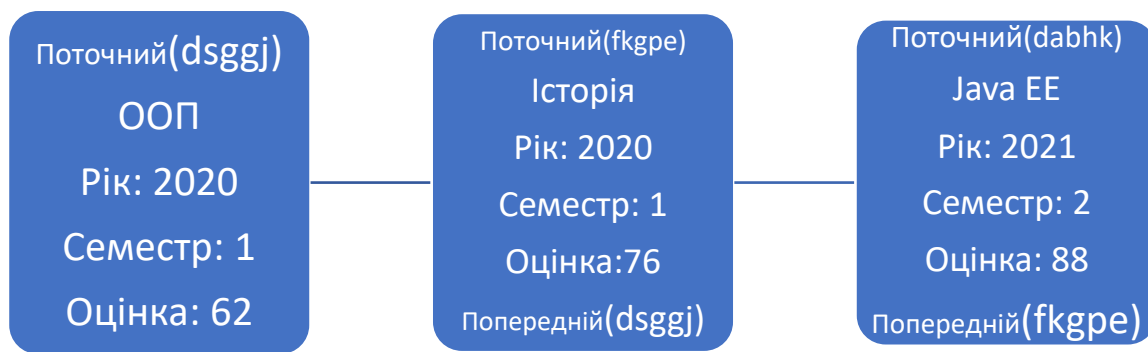 Поточний(dsggj)
ООП
Рік: 2020
Семестр: 1
Оцінка: 62
Поточний(fkgpe)
Історія
Рік: 2020
Семестр: 1
Оцінка:76
Попередній(dsggj)
Поточний(dabhk)
Java EE
Рік: 2021
Семестр: 2
Оцінка: 88
Попередній(fkgpe)